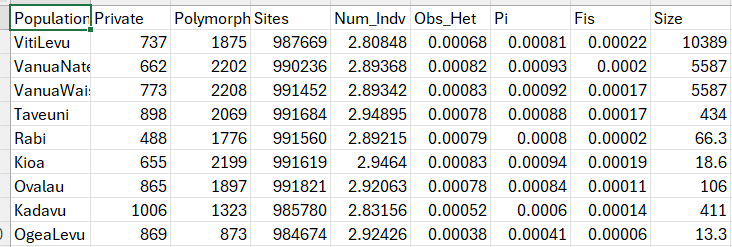 Population Private Polymorph Sites Num_Indv Obs_Het Pi Fis Size
VitiLevu 737 1875 987669 2.80848 0.00068 0.00081 0.00022 10389
VanuaNate 662 2202 990236 2.89368 0.00082 0.00093 0.0002 5587
VanuaWai 773 2208 991452 2.89342 0.00083 0.00092 0.00017 5587
Taveuni 898 2069 991684 2.94895 0.00078 0.00088 0.00017 434
Rabi 488 1776 991560 2.89215 0.00079 0.0008 0.00002 66.3
Kioa 655 2199 991619 2.9464 0.00083 0.00094 0.00019 18.6
Ovalau 865 1897 991821 2.92063 0.00078 0.00084 0.00011 106
Kadavu 1006 1323 985780 2.83156 0.00052 0.0006 0.00014 411
OgeaLevu 869 873 984674 2.92426 0.00038 0.00041 0.00006 13.3